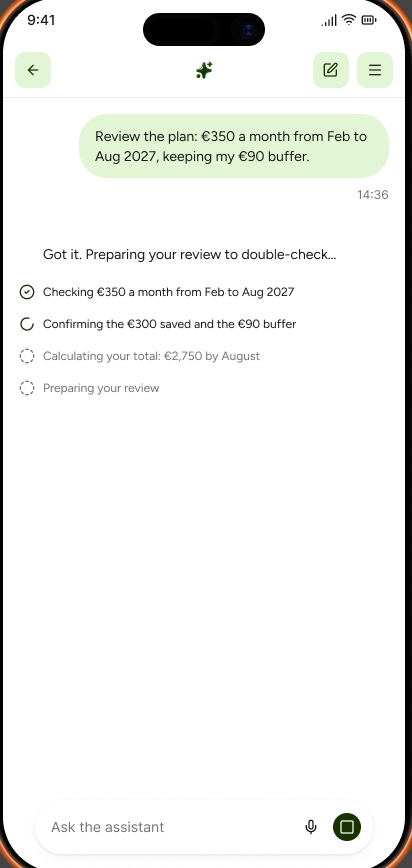 9:41
Review the plan: €350 a month from Feb to
Aug 2027, keeping my €90 buffer.
14:36
Got it. Preparing your review to double-check...
Checking €350 a month from Feb to Aug 2027
Confirming the €300 saved and the €90 buffer
Calculating your total: €2,750 by August
Preparing your review
Ask the assistant